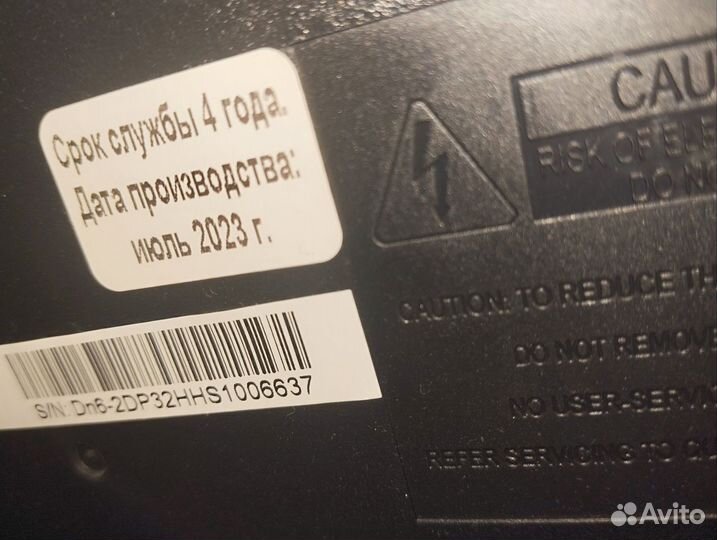 Срок службы 4 года.
Дата производства:
июль 2023 г.
S/N: Dn6-2DP32HHS1006637
CAU
RISK OF ELE
DO NO
CAUTION: TO REDUCE TH
DO NOT REMOVE
NO USER-SERVI
REFER SERVICING TO QU
Avito